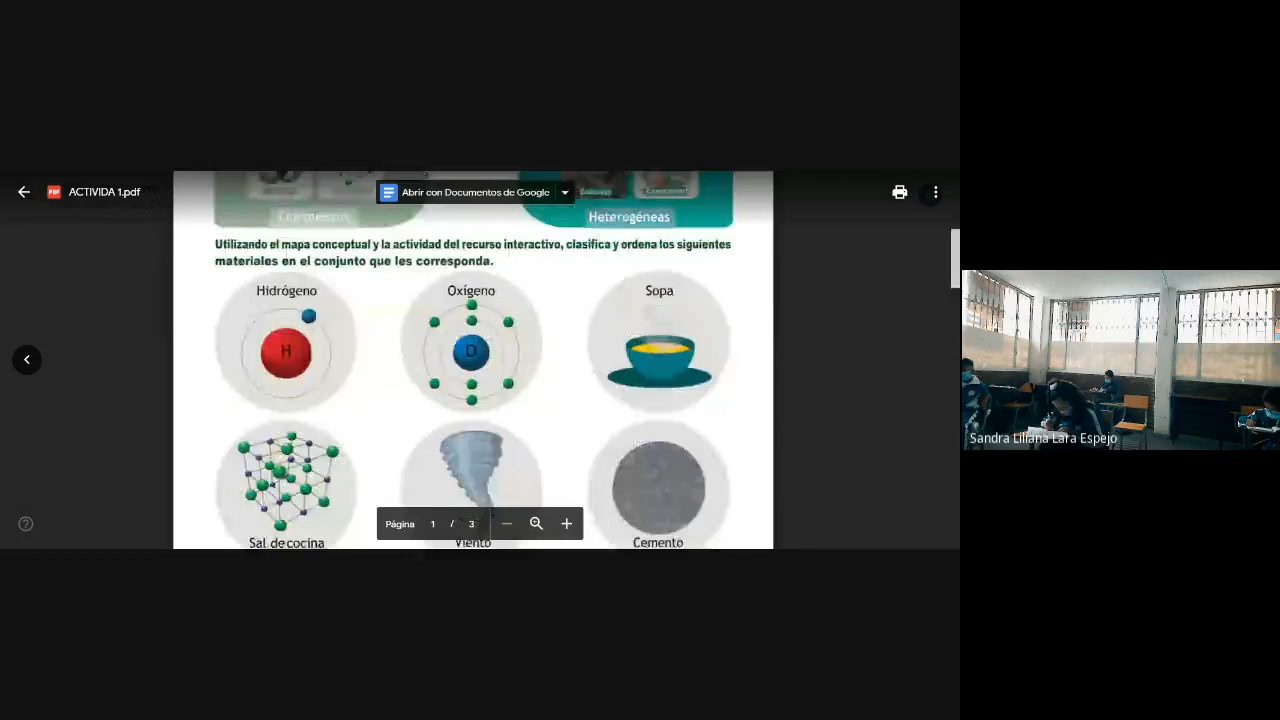 ACTIVIDA 1.pdf
Abrir con Documentos de Google
Compuestos
Heterogéneas
Utilizando el mapa conceptual y la actividad del recurso interactivo, clasifica y ordena los siguientes
materiales en el conjunto que les corresponda.
Hidrógeno
Oxígeno
Sopa
H
O
Sal de cocina
Viento
Cemento
Página 1 / 3
Sandra Liliana Lara Espejo